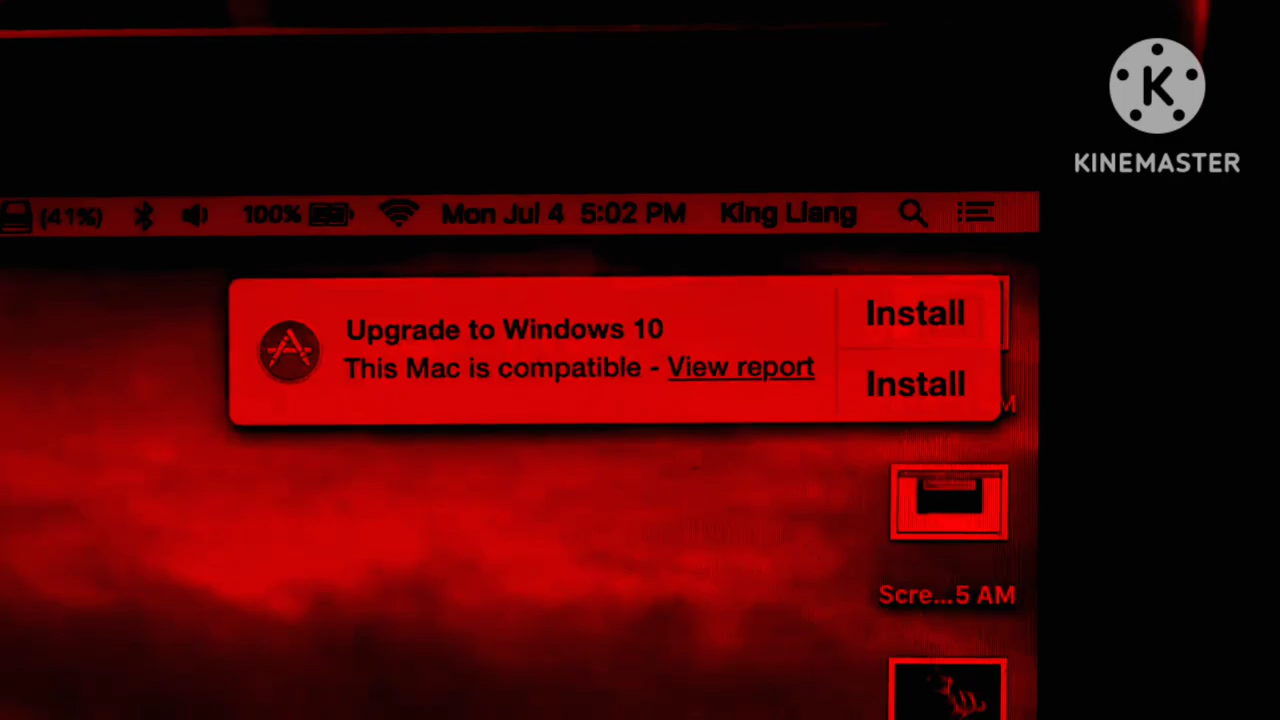 K
KINEMASTER
(41%) 100% Mon Jul 4 5:02 PM King Liang
Upgrade to Windows 10
This Mac is compatible - View report
Install
Install
M
Scre...5 AM